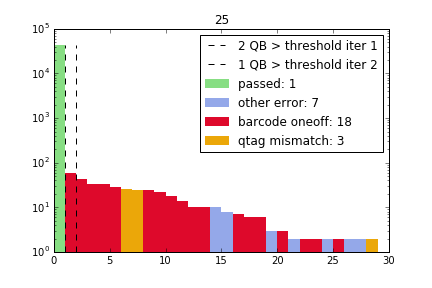 25
10^5
10^4
10^3
10^2
10^1
10^0
0 5 10 15 20 25 30
2 QB > threshold iter 1
1 QB > threshold iter 2
passed: 1
other error: 7
barcode oneoff: 18
qtag mismatch: 3